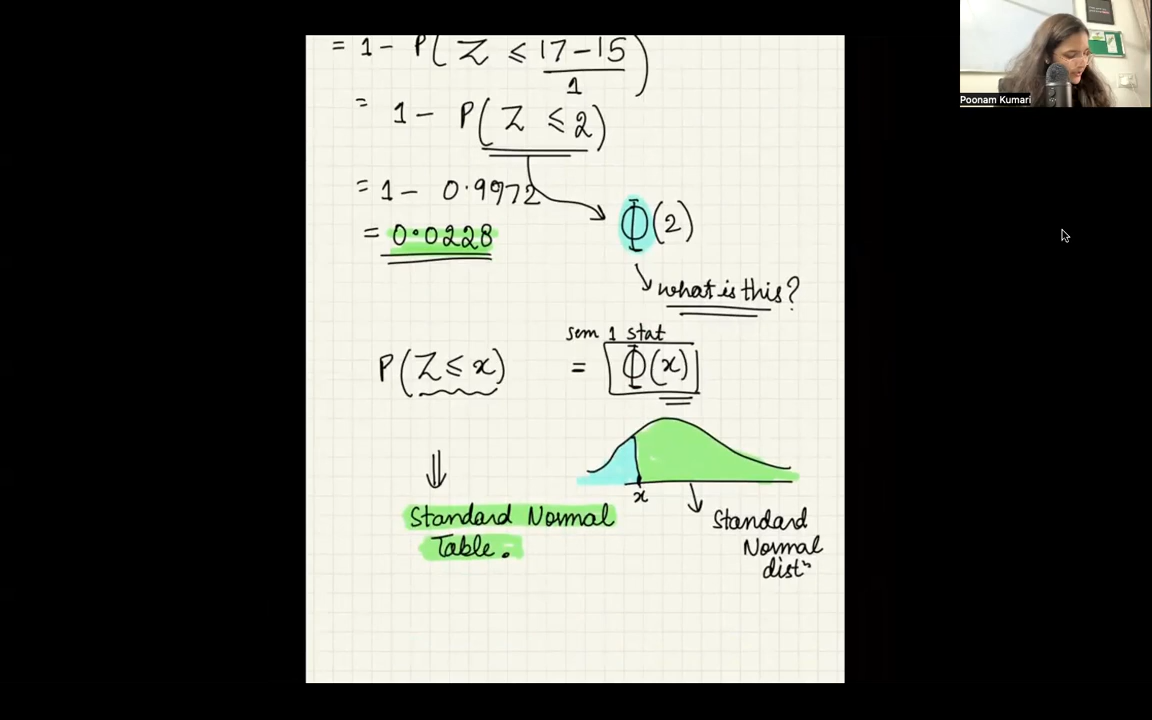 = 1 - P( Z ≤ 17-15 / 1 )
= 1 - P( Z ≤ 2)
= 1 - 0.9972
= 0.0228
Φ(2)
what is this?
sem 1 stat
P(Z ≤ x) = Φ(x)
x
Standard Normal
Table.
Standard
Normal
distⁿ
Poonam Kumari